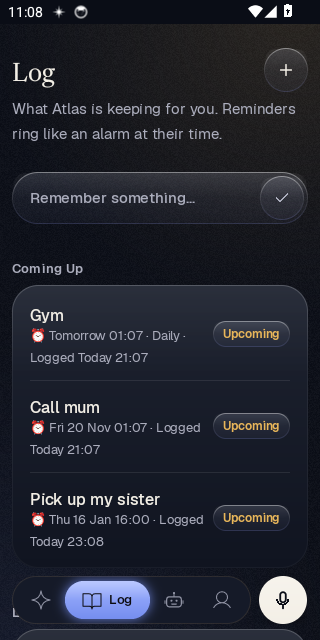 11:08
Log
What Atlas is keeping for you. Reminders
ring like an alarm at their time.
Remember something...
Coming Up
Gym
⏰ Tomorrow 01:07 · Daily ·
Logged Today 21:07
Upcoming
Call mum
⏰ Fri 20 Nov 01:07 · Logged
Today 21:07
Upcoming
Pick up my sister
⏰ Thu 16 Jan 16:00 · Logged
Today 23:08
Upcoming
Log